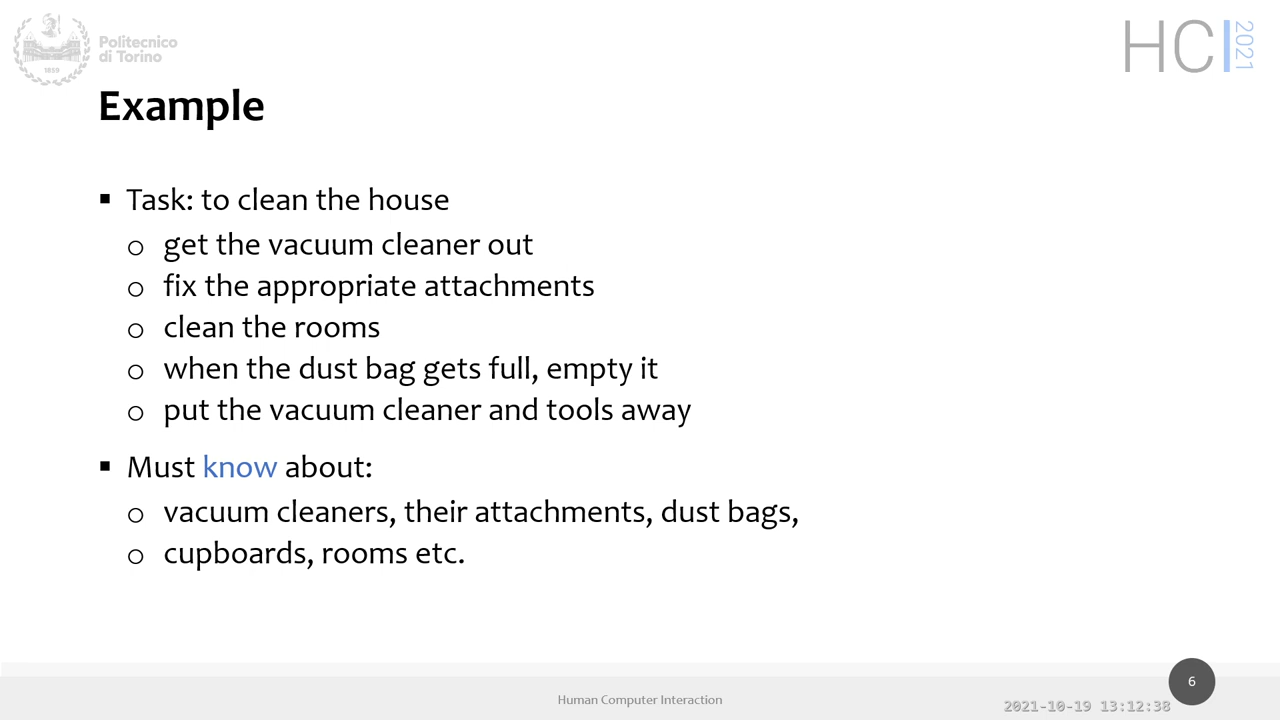 Politecnico
di Torino
1859
HCI 2021
Example
▪ Task: to clean the house
o get the vacuum cleaner out
o fix the appropriate attachments
o clean the rooms
o when the dust bag gets full, empty it
o put the vacuum cleaner and tools away
▪ Must know about:
o vacuum cleaners, their attachments, dust bags,
o cupboards, rooms etc.
Human Computer Interaction
6
2021-10-19 13:12:38